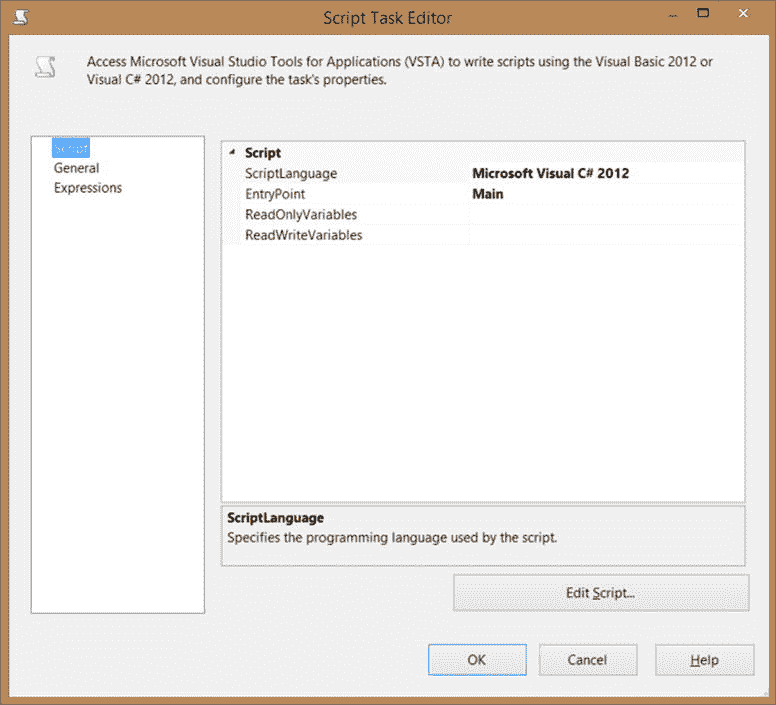 Script Task Editor
Access Microsoft Visual Studio Tools for Applications (VSTA) to write scripts using the Visual Basic 2012 or
Visual C# 2012, and configure the task's properties.
Script
General
Expressions
Script
ScriptLanguage Microsoft Visual C# 2012
EntryPoint Main
ReadOnlyVariables
ReadWriteVariables
ScriptLanguage
Specifies the programming language used by the script.
Edit Script...
OK Cancel Help